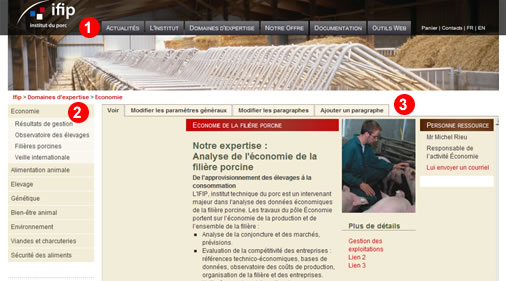 ifip
institut du porc
1
Actualités
L'Institut
Domaines d'expertise
Notre Offre
Documentation
Outils Web
Panier | Contacts | FR | EN
Ifip > Domaines d'expertise > Economie
2
3
Economie
Résultats de gestion
Observatoire des élevages
Filières porcines
Veille internationale
Alimentation animale
Elevage
Génétique
Bien-être animal
Environnement
Viandes et charcuteries
Sécurité des aliments
Voir
Modifier les paramètres généraux
Modifier les paragraphes
Ajouter un paragraphe
Economie de la filière porcine
Notre expertise :
Analyse de l'économie de la
filière porcine
De l'approvisionnement des élevages à la
consommation
L'IFIP, institut technique du porc est un intervenant
majeur dans l'analyse des données économiques
de la filière porcine. Les travaux du pôle Économie
portent sur l'économie de la production et de
l'ensemble de la filière :
Analyse de la conjoncture et des marchés,
prévisions.
Evaluation de la compétitivité des entreprises :
références technico-économiques, bases de
données, observatoire des coûts de production,
organisation de la filière et des entreprises.
Plus de détails
Gestion des
exploitations
Lien 2
Lien 3
Personne ressource
Mr Michel Rieu
Responsable de
l'activité Économie
Lui envoyer un courriel